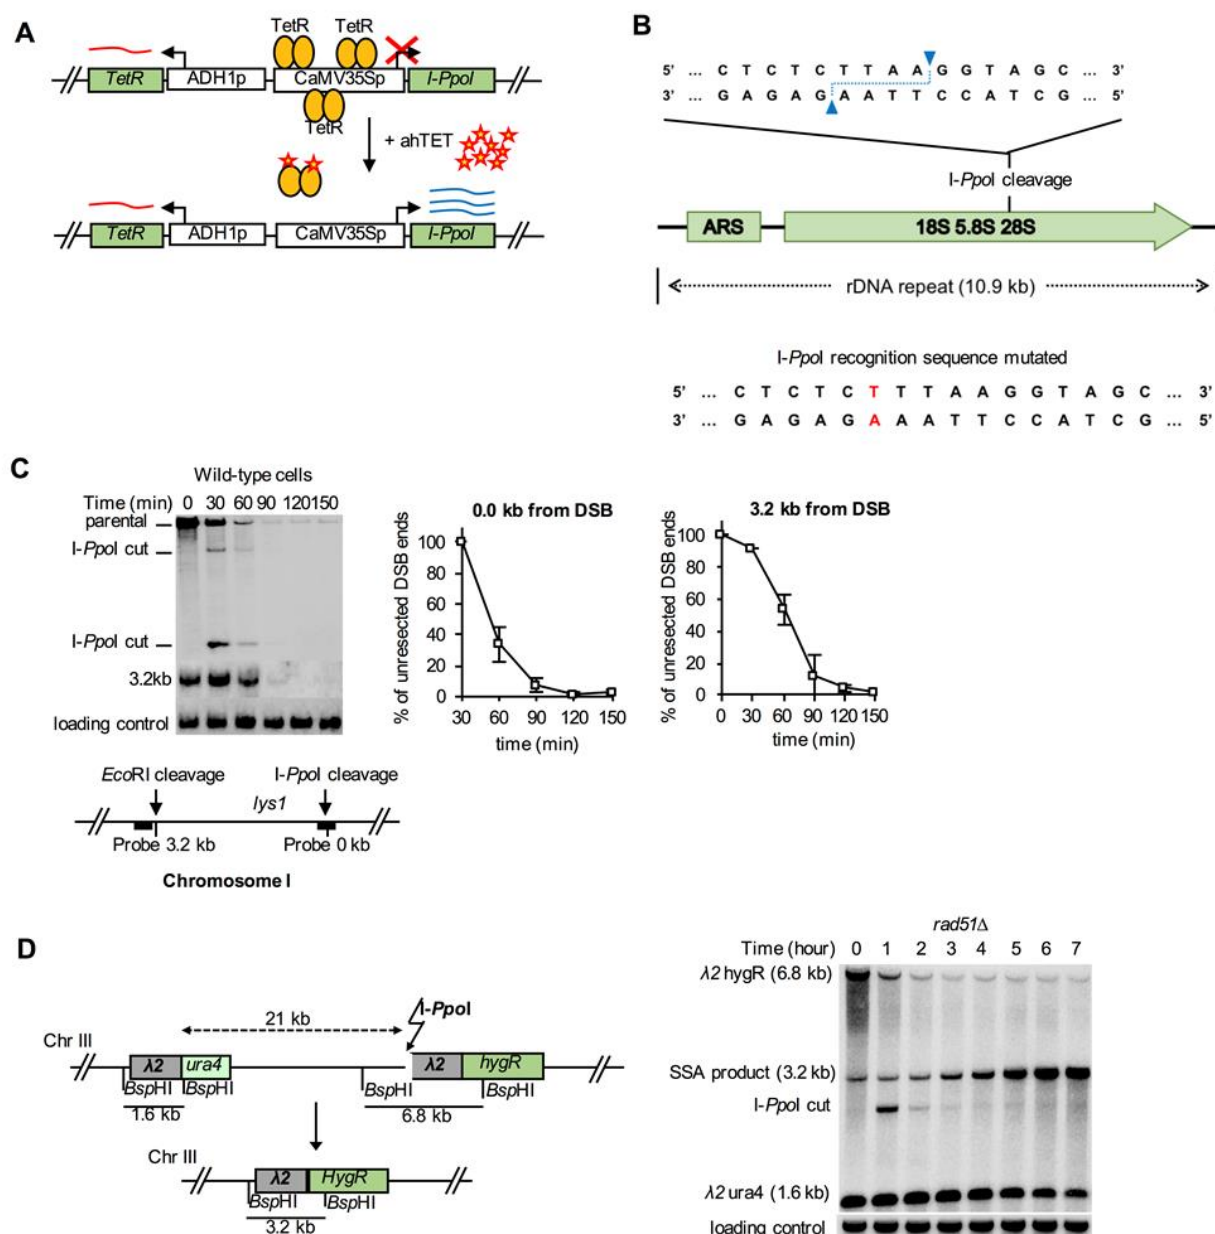 A
TetR TetR
TetR ADH1p CaMV35Sp I-PpoI
TetR
+ ahTET
TetR ADH1p CaMV35Sp I-PpoI
B
5' ... C T C T C T T A A G G T A G C ... 3'
3' ... G A G A G A A T T C C A T C G ... 5'
I-PpoI cleavage
ARS 18S 5.8S 28S
rDNA repeat (10.9 kb)
I-PpoI recognition sequence mutated
5' ... C T C T C T T T A A G G T A G C ... 3'
3' ... G A G A G A A A T T C C A T C G ... 5'
C
Wild-type cells
Time (min) 0 30 60 90 120 150
parental
I-PpoI cut
I-PpoI cut
3.2kb
loading control
0.0 kb from DSB
% of unresected DSB ends
100
80
60
40
20
0
30 60 90 120 150
time (min)
3.2 kb from DSB
% of unresected DSB ends
100
80
60
40
20
0
0 30 60 90 120 150
time (min)
EcoRI cleavage I-PpoI cleavage
lys1
Probe 3.2 kb Probe 0 kb
Chromosome I
D
I-PpoI
21 kb
Chr III
λ2 ura4 λ2 hygR
BspHI BspHI BspHI BspHI
1.6 kb 6.8 kb
Chr III
λ2 HygR
BspHI BspHI
3.2 kb
rad51Δ
Time (hour) 0 1 2 3 4 5 6 7
λ2 hygR (6.8 kb)
SSA product (3.2 kb)
I-PpoI cut
λ2 ura4 (1.6 kb)
loading control